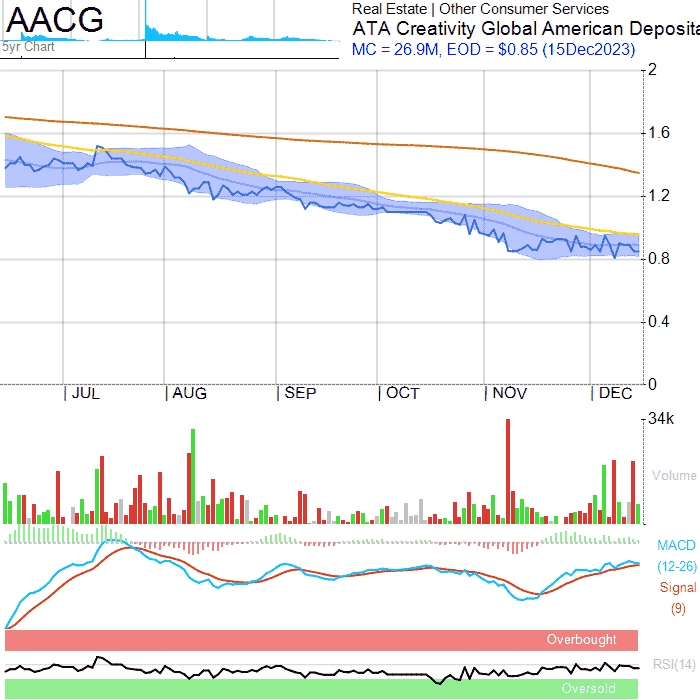 AACG
5yr Chart
Real Estate | Other Consumer Services
ATA Creativity Global American Deposita
MC = 26.9M, EOD = $0.85 (15Dec2023)
2
1.6
1.2
0.8
0.4
0
JUL
AUG
SEP
OCT
NOV
DEC
34k
Volume
MACD
(12-26)
Signal
(9)
Overbought
RSI(14)
Oversold